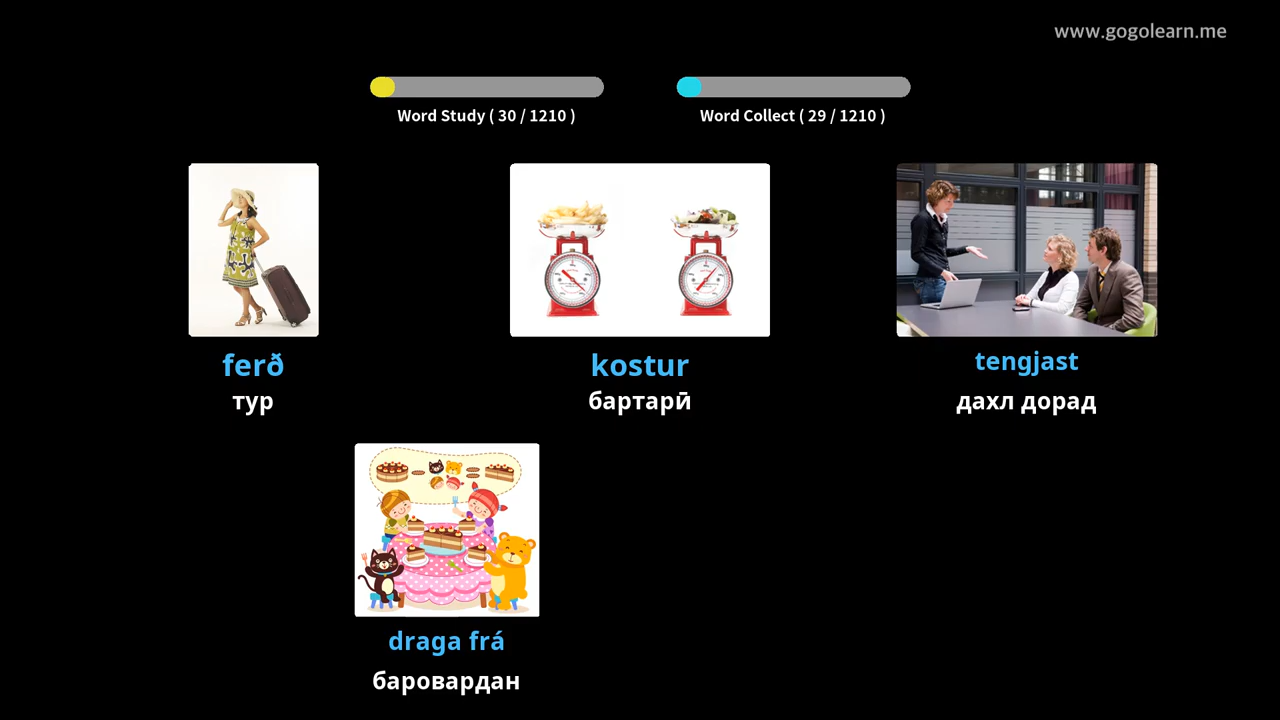 www.gogolearn.me
Word Study ( 30 / 1210 )
Word Collect ( 29 / 1210 )
ferð
тур
kostur
бартарӣ
tengjast
дахл дорад
draga frá
баровардан